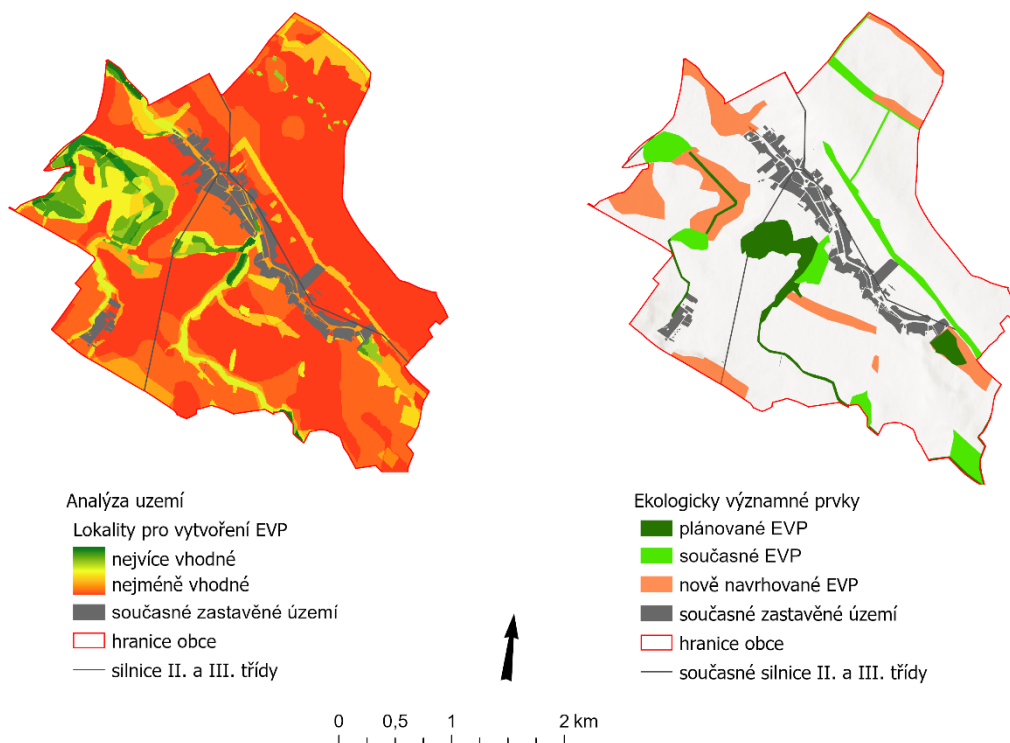 Analýza uzemí
Lokality pro vytvoření EVP
nejvíce vhodné
nejméně vhodné
současné zastavěné území
hranice obce
silnice II. a III. třídy
Ekologicky významné prvky
plánované EVP
současné EVP
nově navrhované EVP
současné zastavěné území
hranice obce
současné silnice II. a III. třídy
0 0,5 1 2 km